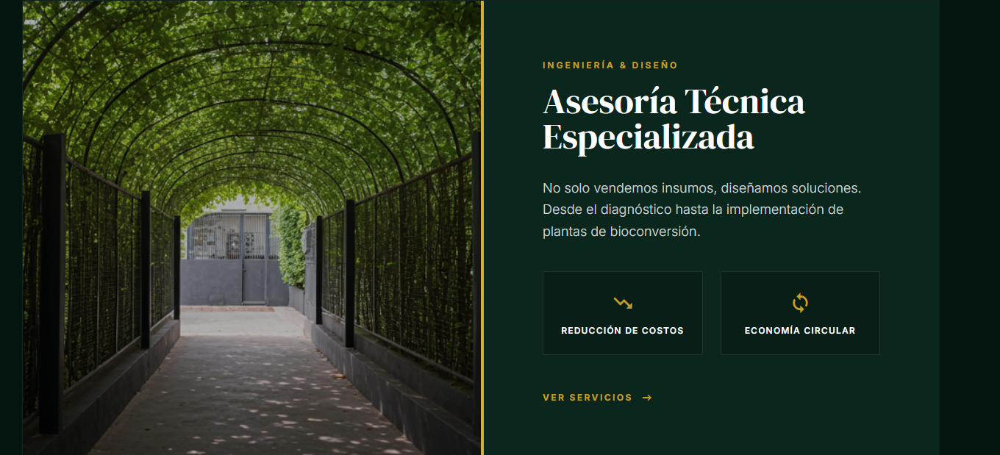 INGENIERÍA & DISEÑO
Asesoría Técnica
Especializada
No solo vendemos insumos, diseñamos soluciones.
Desde el diagnóstico hasta la implementación de
plantas de bioconversión.
REDUCCIÓN DE COSTOS
ECONOMÍA CIRCULAR
VER SERVICIOS →